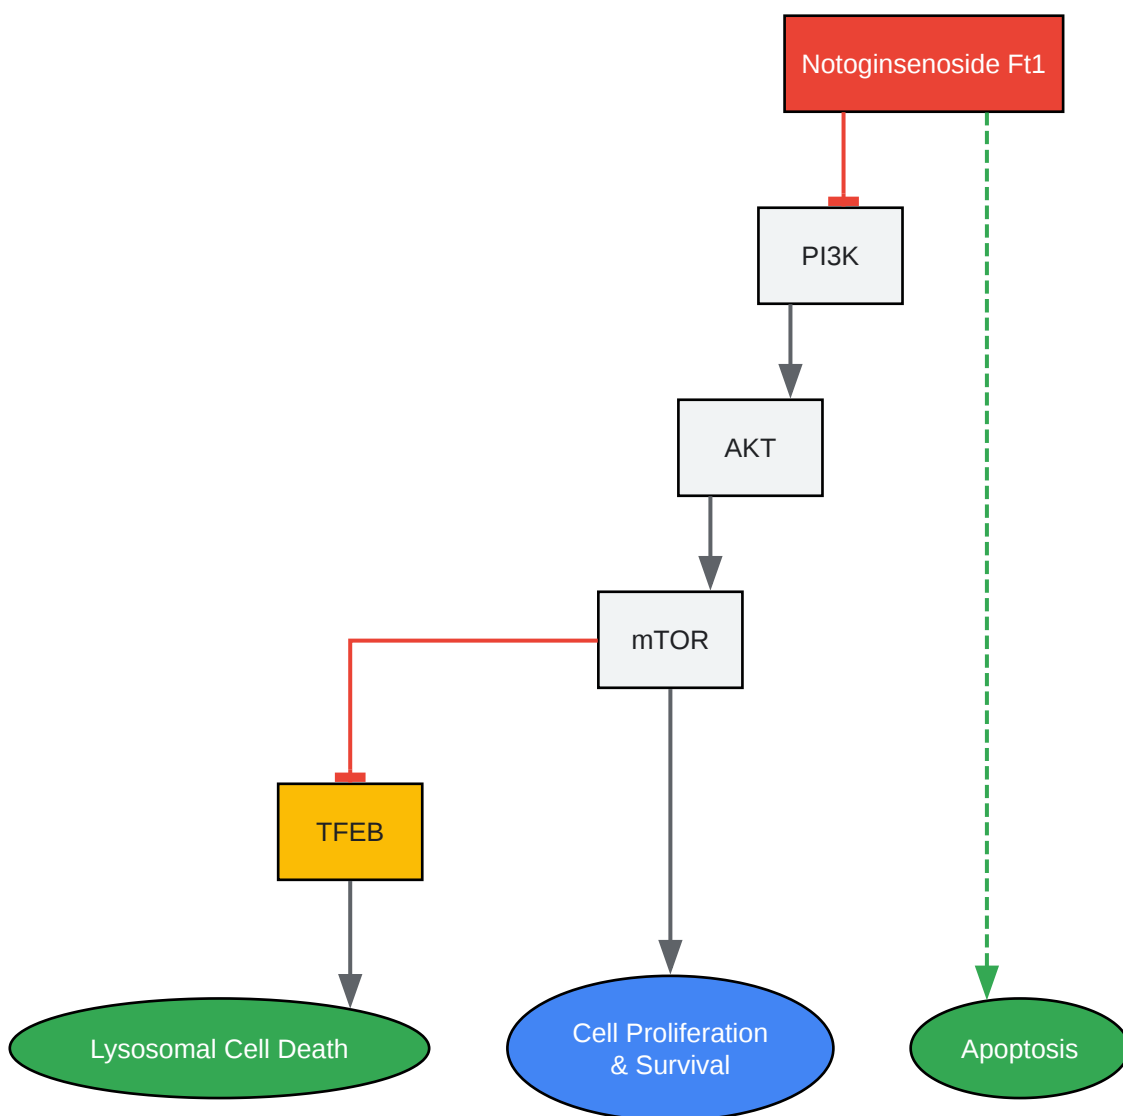 Notoginsenoside Ft1
PI3K
AKT
mTOR
TFEB
Lysosomal Cell Death
Cell Proliferation
& Survival
Apoptosis